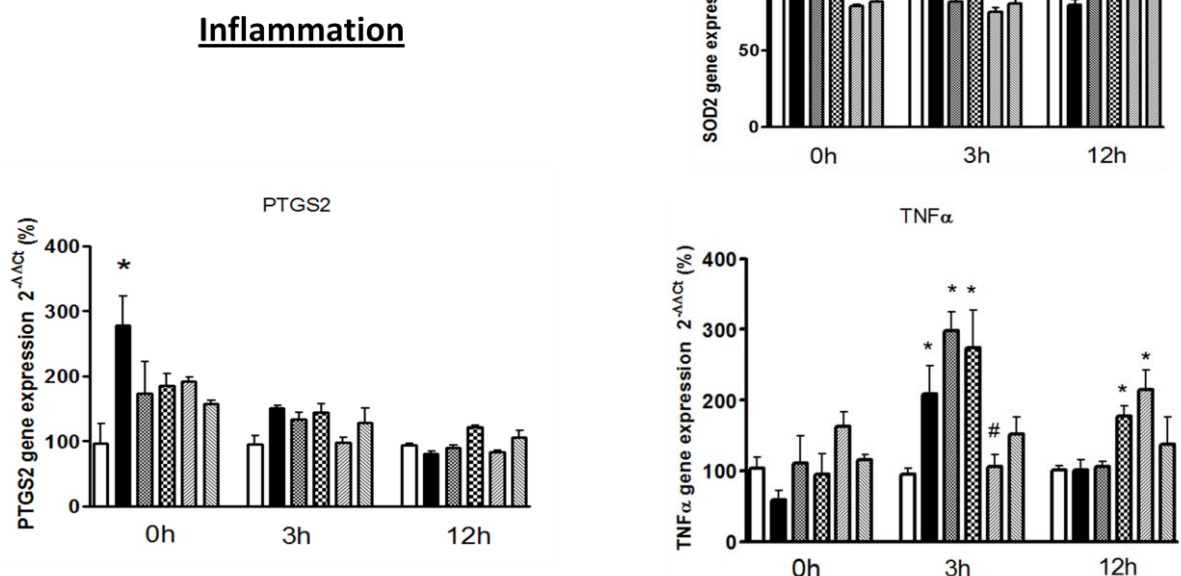 Inflammation
SOD2 gene expres
50
0
0h 3h 12h
PTGS2
PTGS2 gene expression 2-ΔΔCt (%)
400
*
300
200
100
0
0h 3h 12h
TNFα
TNFα gene expression 2-ΔΔCt (%)
400
* *
300
*
*
200
*
#
100
0
0h 3h 12h